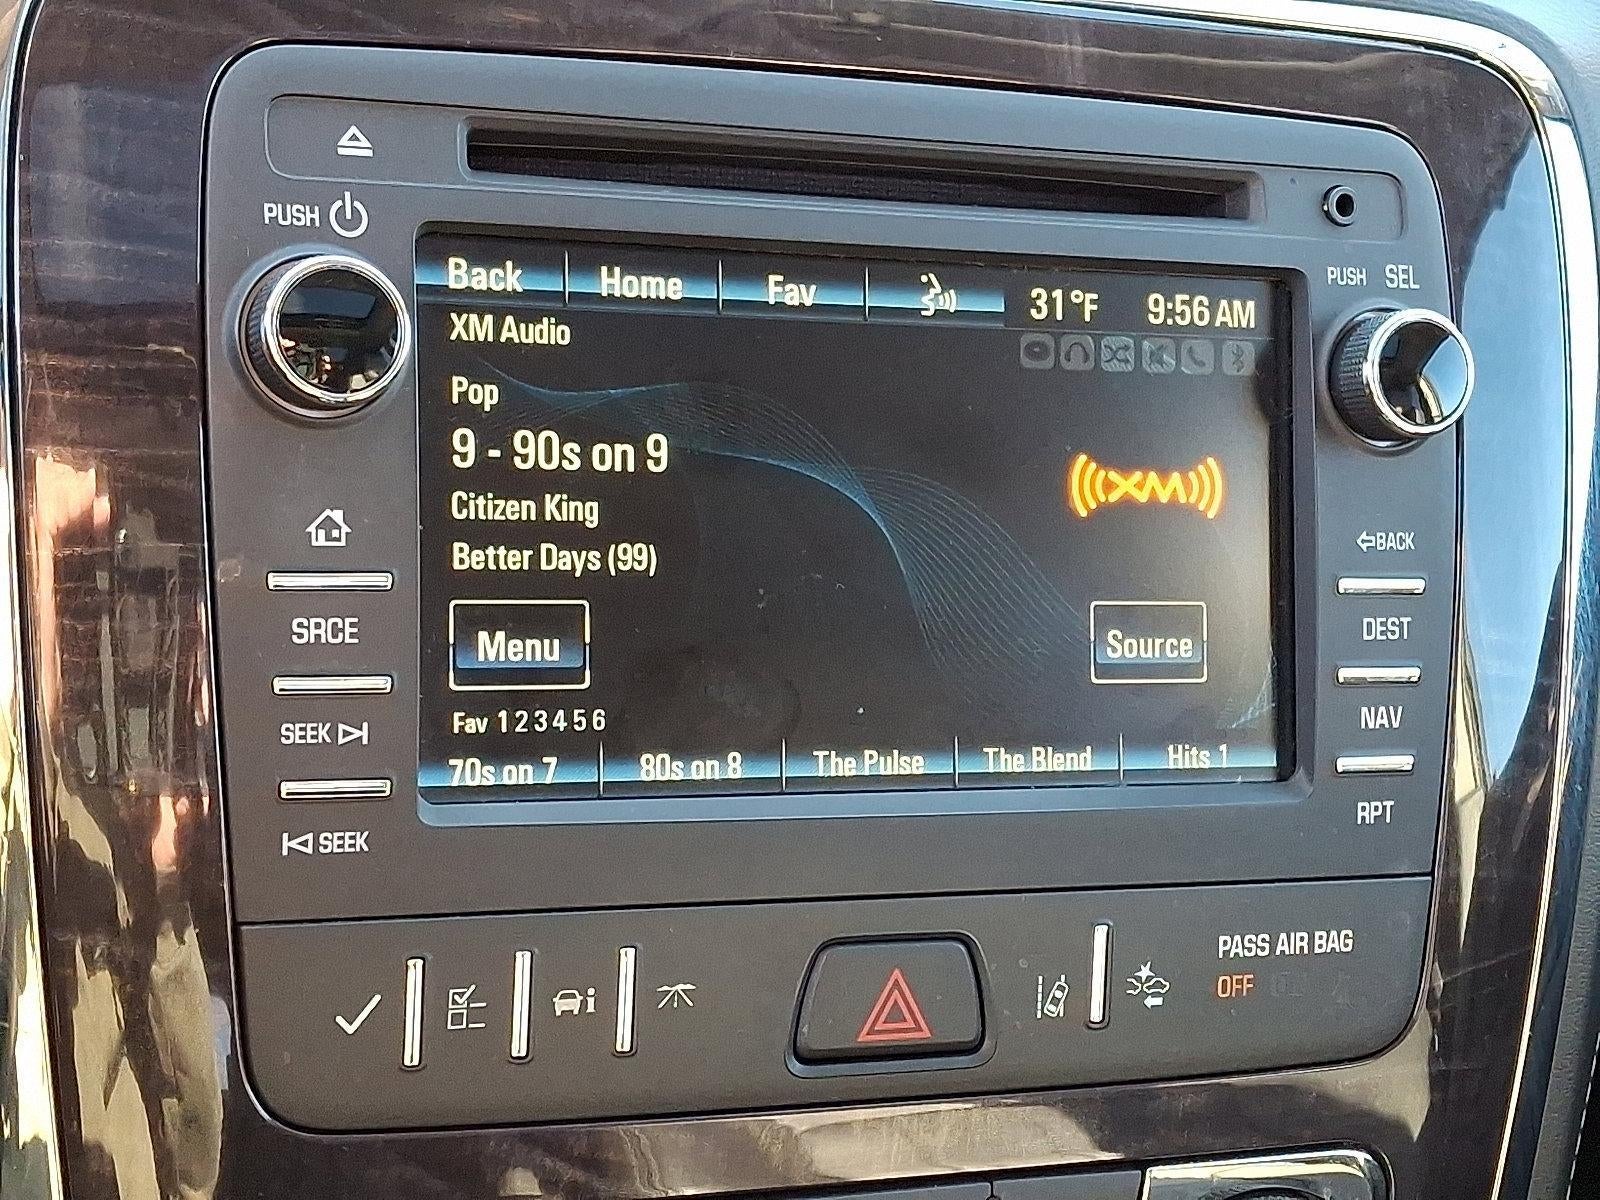 PUSH
PUSH SEL
Back Home Fav 31°F 9:56 AM
XM Audio
Pop
9 - 90s on 9
XM
Citizen King
Better Days (99)
Menu Source
Fav 1 2 3 4 5 6
70s on 7 80s on 8 The Pulse The Blend Hits 1
SRCE
SEEK
SEEK
BACK
DEST
NAV
RPT
PASS AIR BAG
OFF